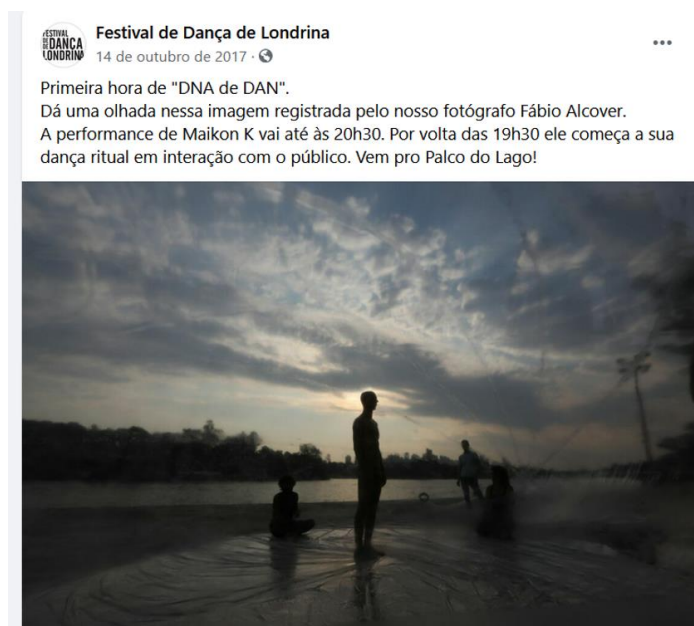 FESTIVAL
DE DANÇA
LONDRINA
Festival de Dança de Londrina
14 de outubro de 2017 ·
Primeira hora de "DNA de DAN".
Dá uma olhada nessa imagem registrada pelo nosso fotógrafo Fábio Alcover.
A performance de Maikon K vai até às 20h30. Por volta das 19h30 ele começa a sua
dança ritual em interação com o público. Vem pro Palco do Lago!